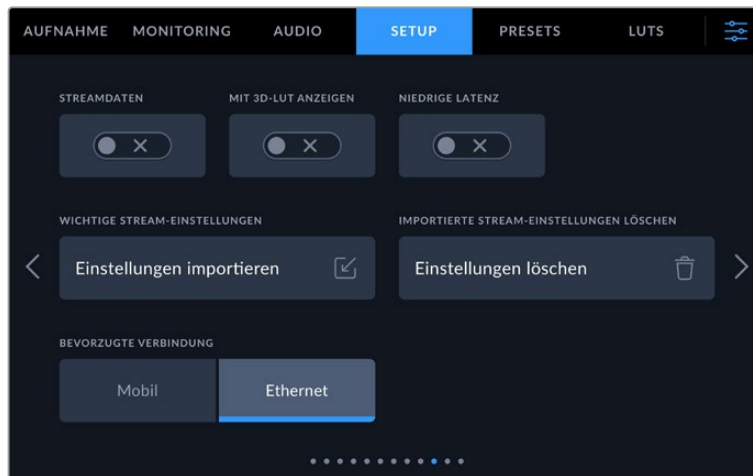 AUFNAHME MONITORING AUDIO SETUP PRESETS LUTS
STREAMDATEN MIT 3D-LUT ANZEIGEN NIEDRIGE LATENZ
WICHTIGE STREAM-EINSTELLUNGEN IMPORTIERTE STREAM-EINSTELLUNGEN LÖSCHEN
Einstellungen importieren Einstellungen löschen
BEVORZUGTE VERBINDUNG
Mobil Ethernet